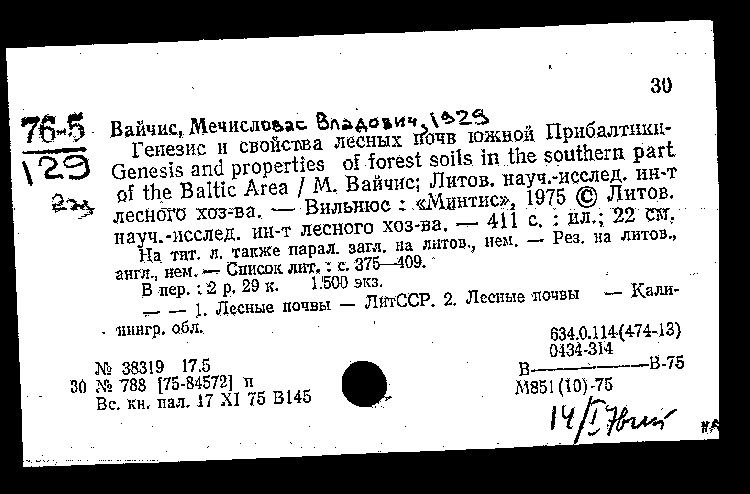 30
76-5
129
Вайчис, Мечисловас Владович, 1929
Генезис и свойства лесных почв южной Прибалтики-
Genesis and properties of forest soils in the southern part
of the Baltic Area / М. Вайчис; Литов. науч.-исслед. ин-т
лесного хоз-ва. — Вильнюс : «Минтис», 1975 © Литов.
науч.-исслед. ин-т лесного хоз-ва. — 411 с. : ил.; 22 см.
На тит. л. также парал. загл. на литов., нем. — Рез. на литов.,
англ., нем. — Список лит. : с. 375—409.
В пер. : 2 р. 29 к. 1.500 экз.
— — 1. Лесные почвы — ЛитССР. 2. Лесные почвы — Кали-
нингр. обл.
634.0.114(474-13)
0434-314
№ 38319 17.5
В—В-75
30 № 788 [75-84572] п
М851(10)-75
Вс. кн. пал. 17 XI 75 В145
14/I